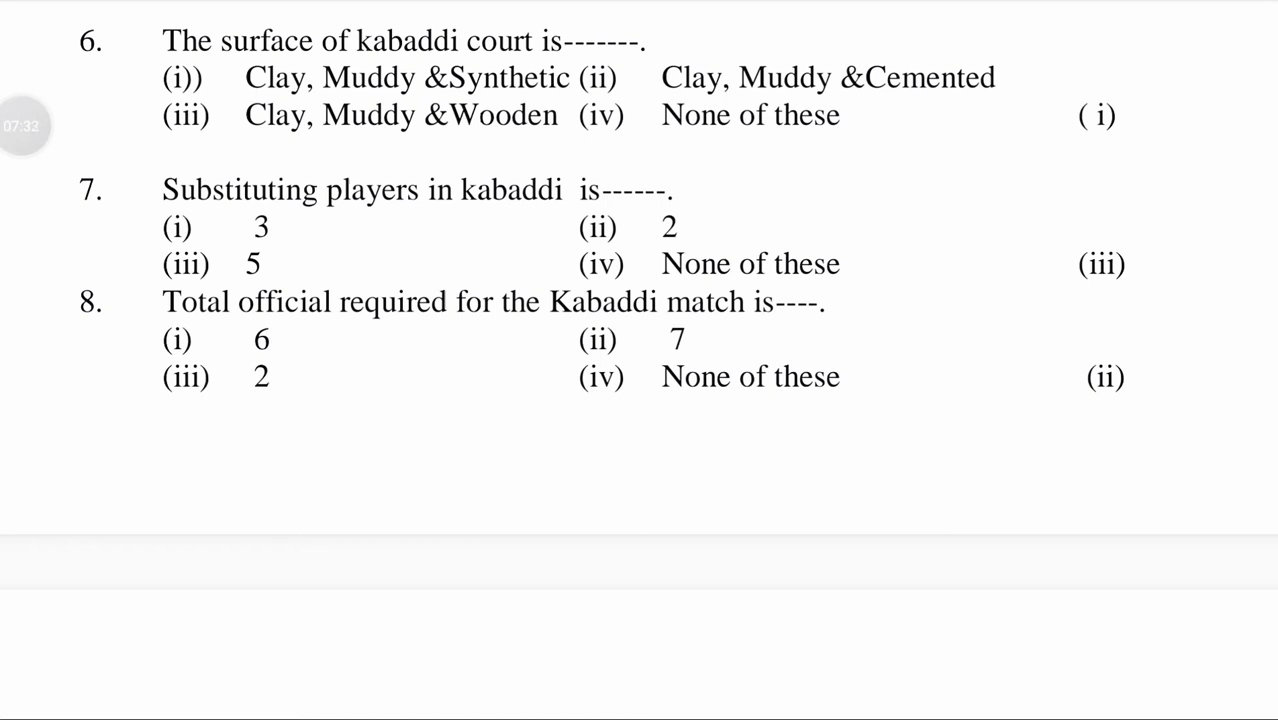 6. The surface of kabaddi court is-------.
(i)) Clay, Muddy &Synthetic (ii) Clay, Muddy &Cemented
(iii) Clay, Muddy &Wooden (iv) None of these ( i)
07:32
7. Substituting players in kabaddi is------.
(i) 3 (ii) 2
(iii) 5 (iv) None of these (iii)
8. Total official required for the Kabaddi match is----.
(i) 6 (ii) 7
(iii) 2 (iv) None of these (ii)